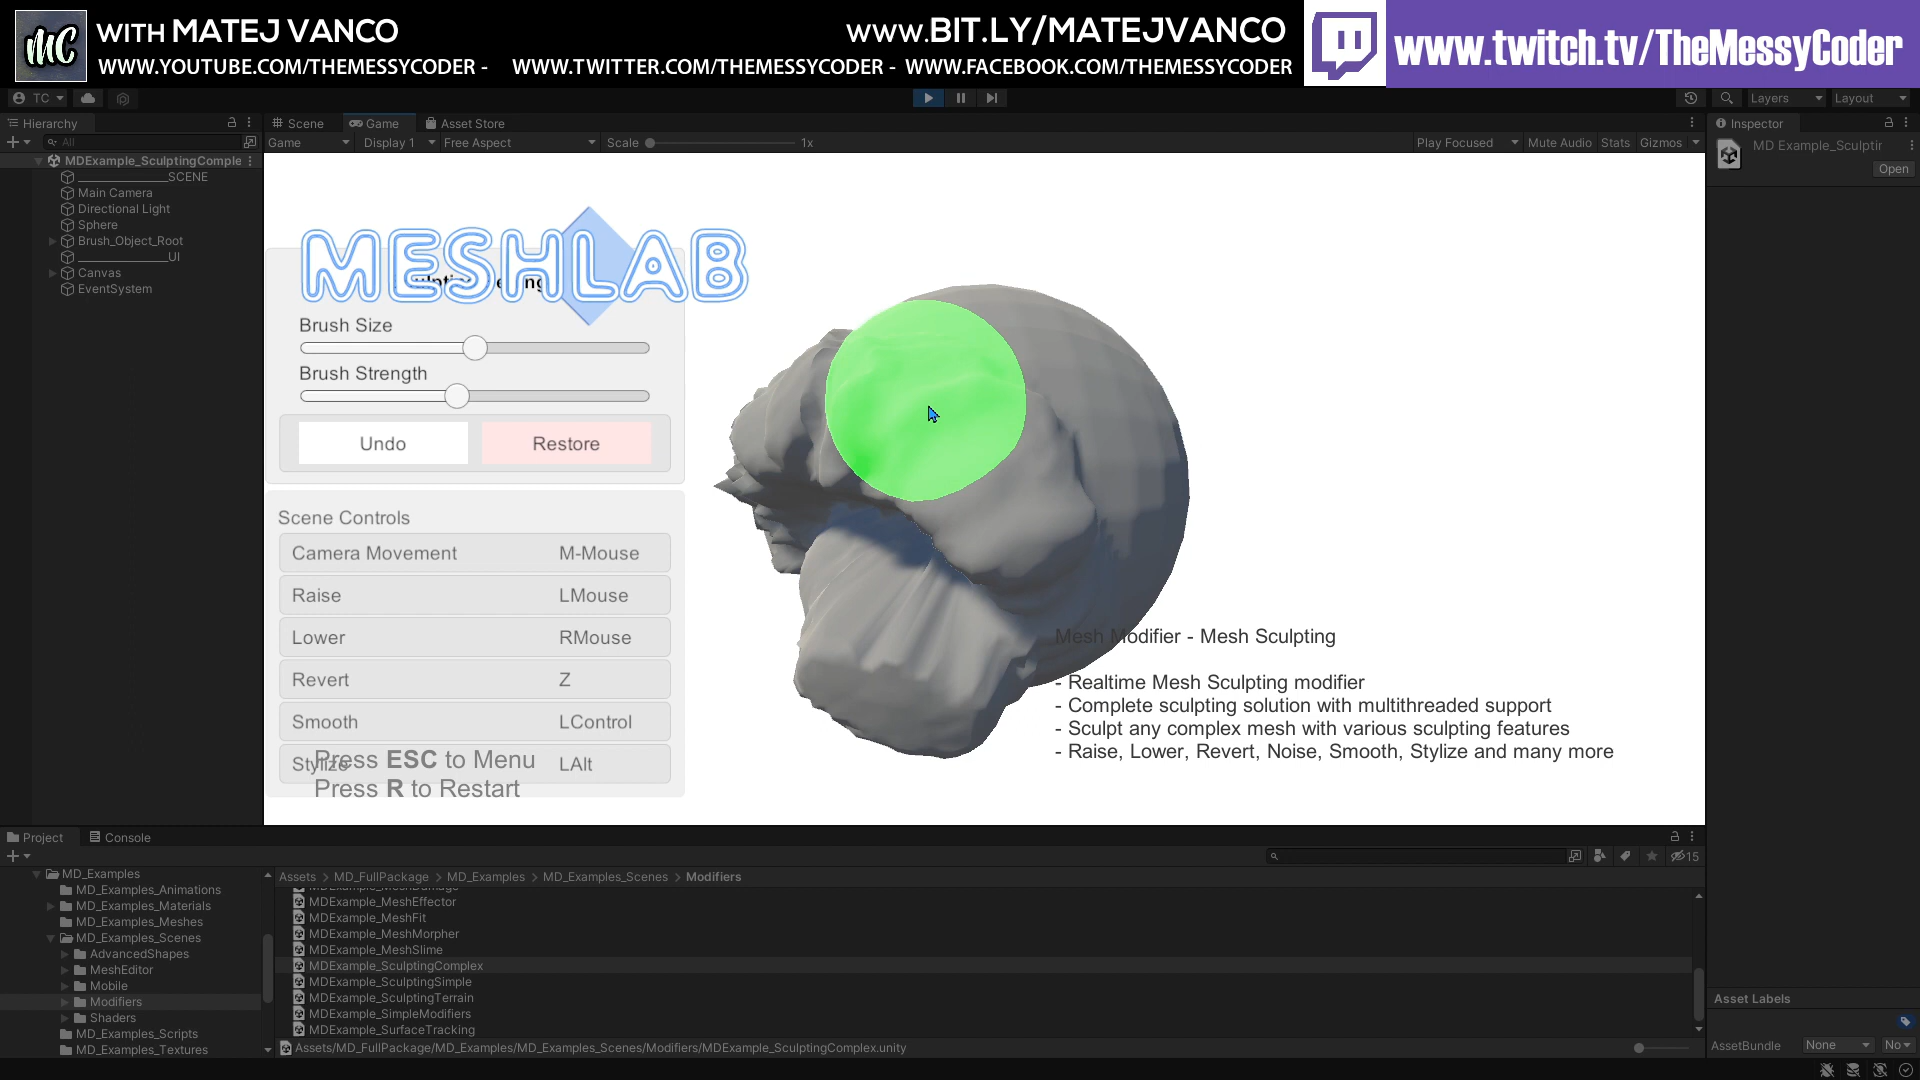 MC
WITH MATEJ VANCO
WWW.BIT.LY/MATEJVANCO
WWW.YOUTUBE.COM/THEMESSYCODER - WWW.TWITTER.COM/THEMESSYCODER - WWW.FACEBOOK.COM/THEMESSYCODER
www.twitch.tv/TheMessyCoder
TC
Layers
Layout
Hierarchy
All
MDExample_SculptingComple
_______________SCENE
Main Camera
Directional Light
Sphere
Brush_Object_Root
_______________UI
Canvas
EventSystem
Scene
Game
Asset Store
Game
Display 1
Free Aspect
Scale
1x
Play Focused
Mute Audio
Stats
Gizmos
MESHLAB
Brush Size
Brush Strength
Undo
Restore
Scene Controls
Camera Movement M-Mouse
Raise LMouse
Lower RMouse
Revert Z
Smooth LControl
Stylize LAlt
Press ESC to Menu
Press R to Restart
Mesh Modifier - Mesh Sculpting
- Realtime Mesh Sculpting modifier
- Complete sculpting solution with multithreaded support
- Sculpt any complex mesh with various sculpting features
- Raise, Lower, Revert, Noise, Smooth, Stylize and many more
Inspector
MD Example_Sculptir
Open
Project
Console
15
MD_Examples
MD_Examples_Animations
MD_Examples_Materials
MD_Examples_Meshes
MD_Examples_Scenes
AdvancedShapes
MeshEditor
Mobile
Modifiers
Shaders
MD_Examples_Scripts
MD_Examples_Textures
Assets > MD_FullPackage > MD_Examples > MD_Examples_Scenes > Modifiers
MDExample_MeshDamage
MDExample_MeshEffector
MDExample_MeshFit
MDExample_MeshMorpher
MDExample_MeshSlime
MDExample_SculptingComplex
MDExample_SculptingSimple
MDExample_SculptingTerrain
MDExample_SimpleModifiers
MDExample_SurfaceTracking
Assets/MD_FullPackage/MD_Examples/MD_Examples_Scenes/Modifiers/MDExample_SculptingComplex.unity
Asset Labels
AssetBundle
None
No